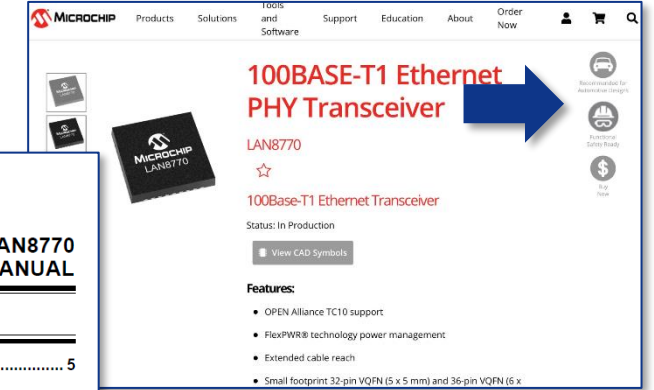 MICROCHIP
Products
Solutions
Tools
and
Software
Support
Education
About
Order
Now
100BASE-T1 Ethernet
PHY Transceiver
LAN8770
100Base-T1 Ethernet Transceiver
Status: In Production
View CAD Symbols
Features:
OPEN Alliance TC10 support
FlexPWR® technology power management
Extended cable reach
Small footprint 32-pin VQFN (5 x 5 mm) and 36-pin VQFN (6 x
MICROCHIP
LAN8770
Recommended for
Automotive Designs
Functional
Safety Ready
Buy
Now
AN8770
ANUAL
5